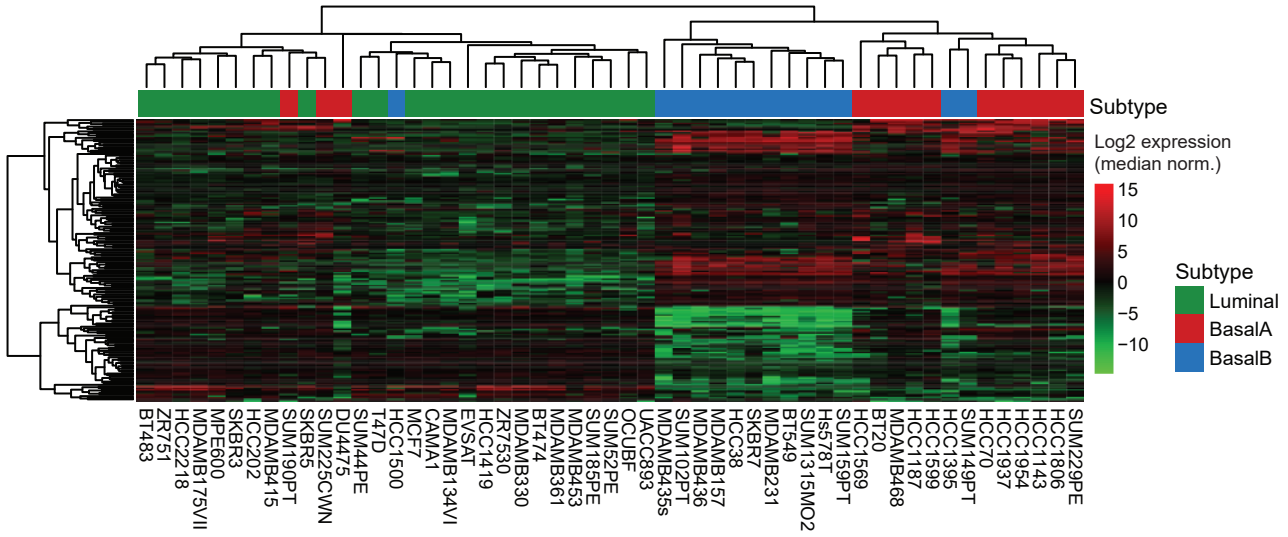 Subtype
Log2 expression
(median norm.)
15
10
5
0
−5
−10
Subtype
Luminal
BasalA
BasalB
BT483
ZR751
HCC2218
MDAMB175VII
MPE600
SKBR3
HCC202
MDAMB415
SUM190PT
SKBR5
SUM225CWN
DU4475
SUM44PE
T47D
HCC1500
MCF7
CAMA1
MDAMB134VI
EVSAT
HCC1419
ZR7530
MDAMB330
BT474
MDAMB361
MDAMB453
SUM185PE
SUM52PE
OCUBF
UACC893
MDAMB435s
SUM102PT
MDAMB436
MDAMB157
HCC38
SKBR7
MDAMB231
BT549
SUM1315MO2
Hs578T
SUM159PT
HCC1569
BT20
MDAMB468
HCC1187
HCC1599
HCC1395
SUM149PT
HCC70
HCC1937
HCC1954
HCC1143
HCC1806
SUM229PE